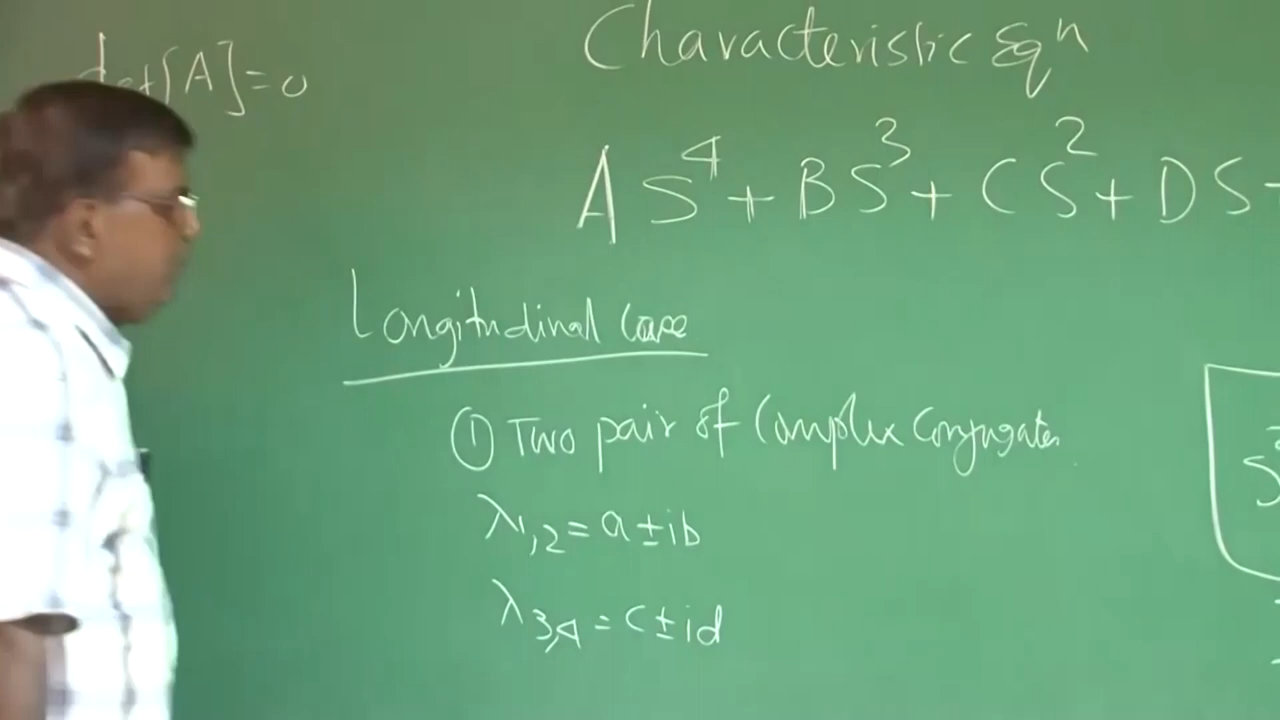 det[A]=0
Characteristic Eqn
AS⁴+BS³+CS²+DS+
Longitudinal Case
① Two pair of Complex Conjugates.
λ1,2=a±ib
λ3,4=c±id
S